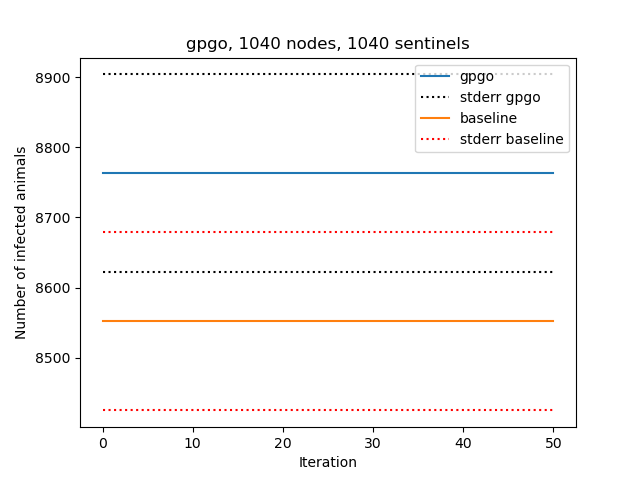 gpgo, 1040 nodes, 1040 sentinels
gpgo
stderr gpgo
baseline
stderr baseline
Number of infected animals
8900
8800
8700
8600
8500
0 10 20 30 40 50
Iteration